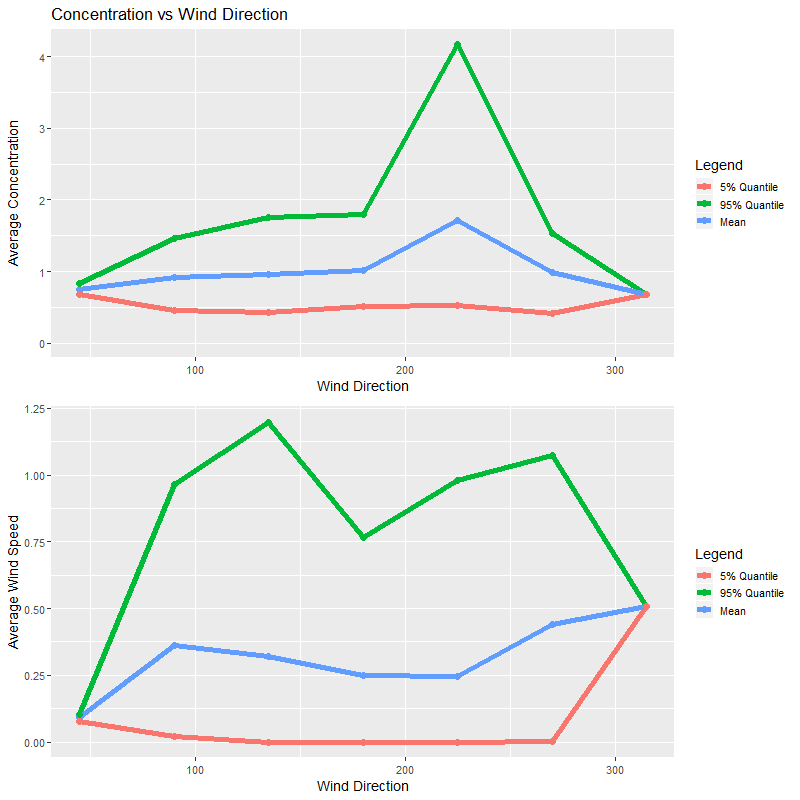 Concentration vs Wind Direction
Average Concentration
4
3
2
1
0
100
200
300
Wind Direction
Legend
5% Quantile
95% Quantile
Mean
Average Wind Speed
1.25
1.00
0.75
0.50
0.25
0.00
100
200
300
Wind Direction
Legend
5% Quantile
95% Quantile
Mean